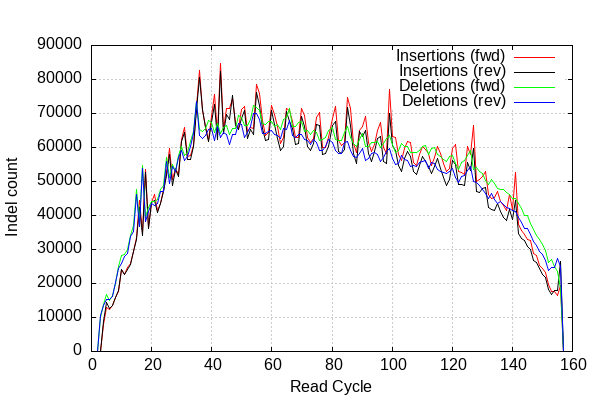 90000
80000
70000
60000
50000
40000
30000
20000
10000
0
Indel count
Insertions (fwd)
Insertions (rev)
Deletions (fwd)
Deletions (rev)
0 20 40 60 80 100 120 140 160
Read Cycle